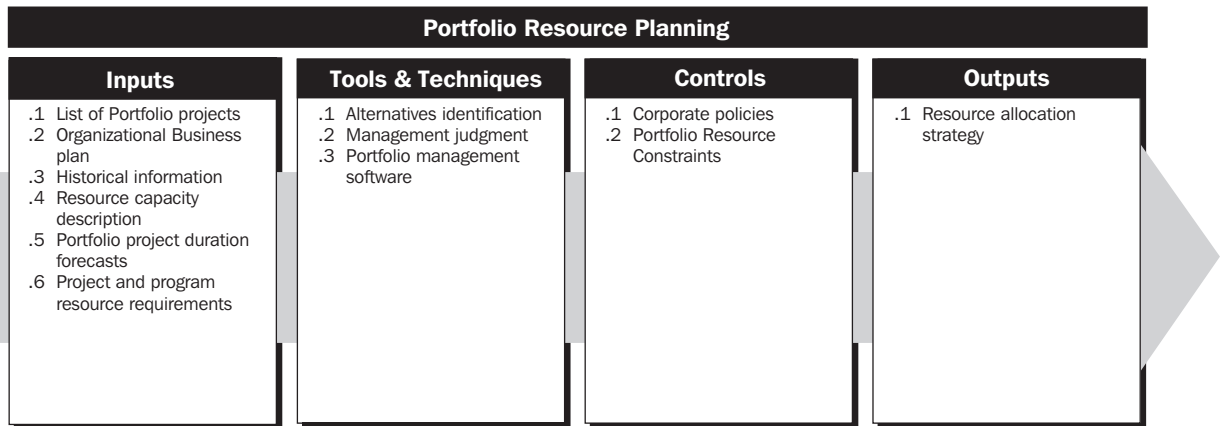 Portfolio Resource Planning
Inputs
.1 List of Portfolio projects
.2 Organizational Business
plan
.3 Historical information
.4 Resource capacity
description
.5 Portfolio project duration
forecasts
.6 Project and program
resource requirements
Tools & Techniques
.1 Alternatives identification
.2 Management judgment
.3 Portfolio management
software
Controls
.1 Corporate policies
.2 Portfolio Resource
Constraints
Outputs
.1 Resource allocation
strategy